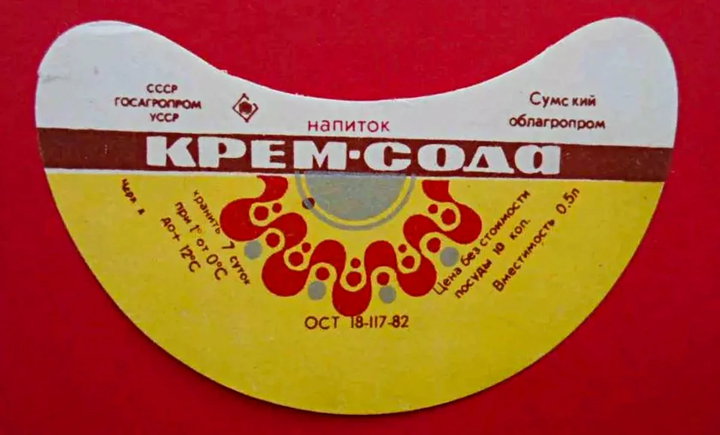 СССР
ГОСАГРОПРОМ
УССР
Сумский
облагропром
напиток
КРЕМ-СОДА
хранить 7 суток
при t° от 0°С
до + 12°С
Цена без стоимости
посуды 10 коп.
Вместимость 0.5л
ОСТ 18-117-82